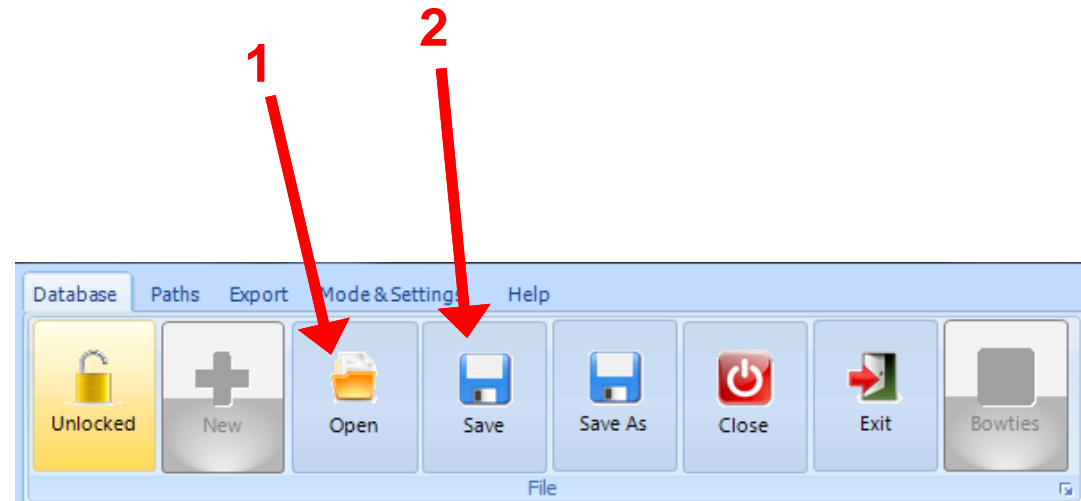 1
2
Database Paths Export Mode & Settings Help
Unlocked New Open Save Save As Close Exit Bowties
File